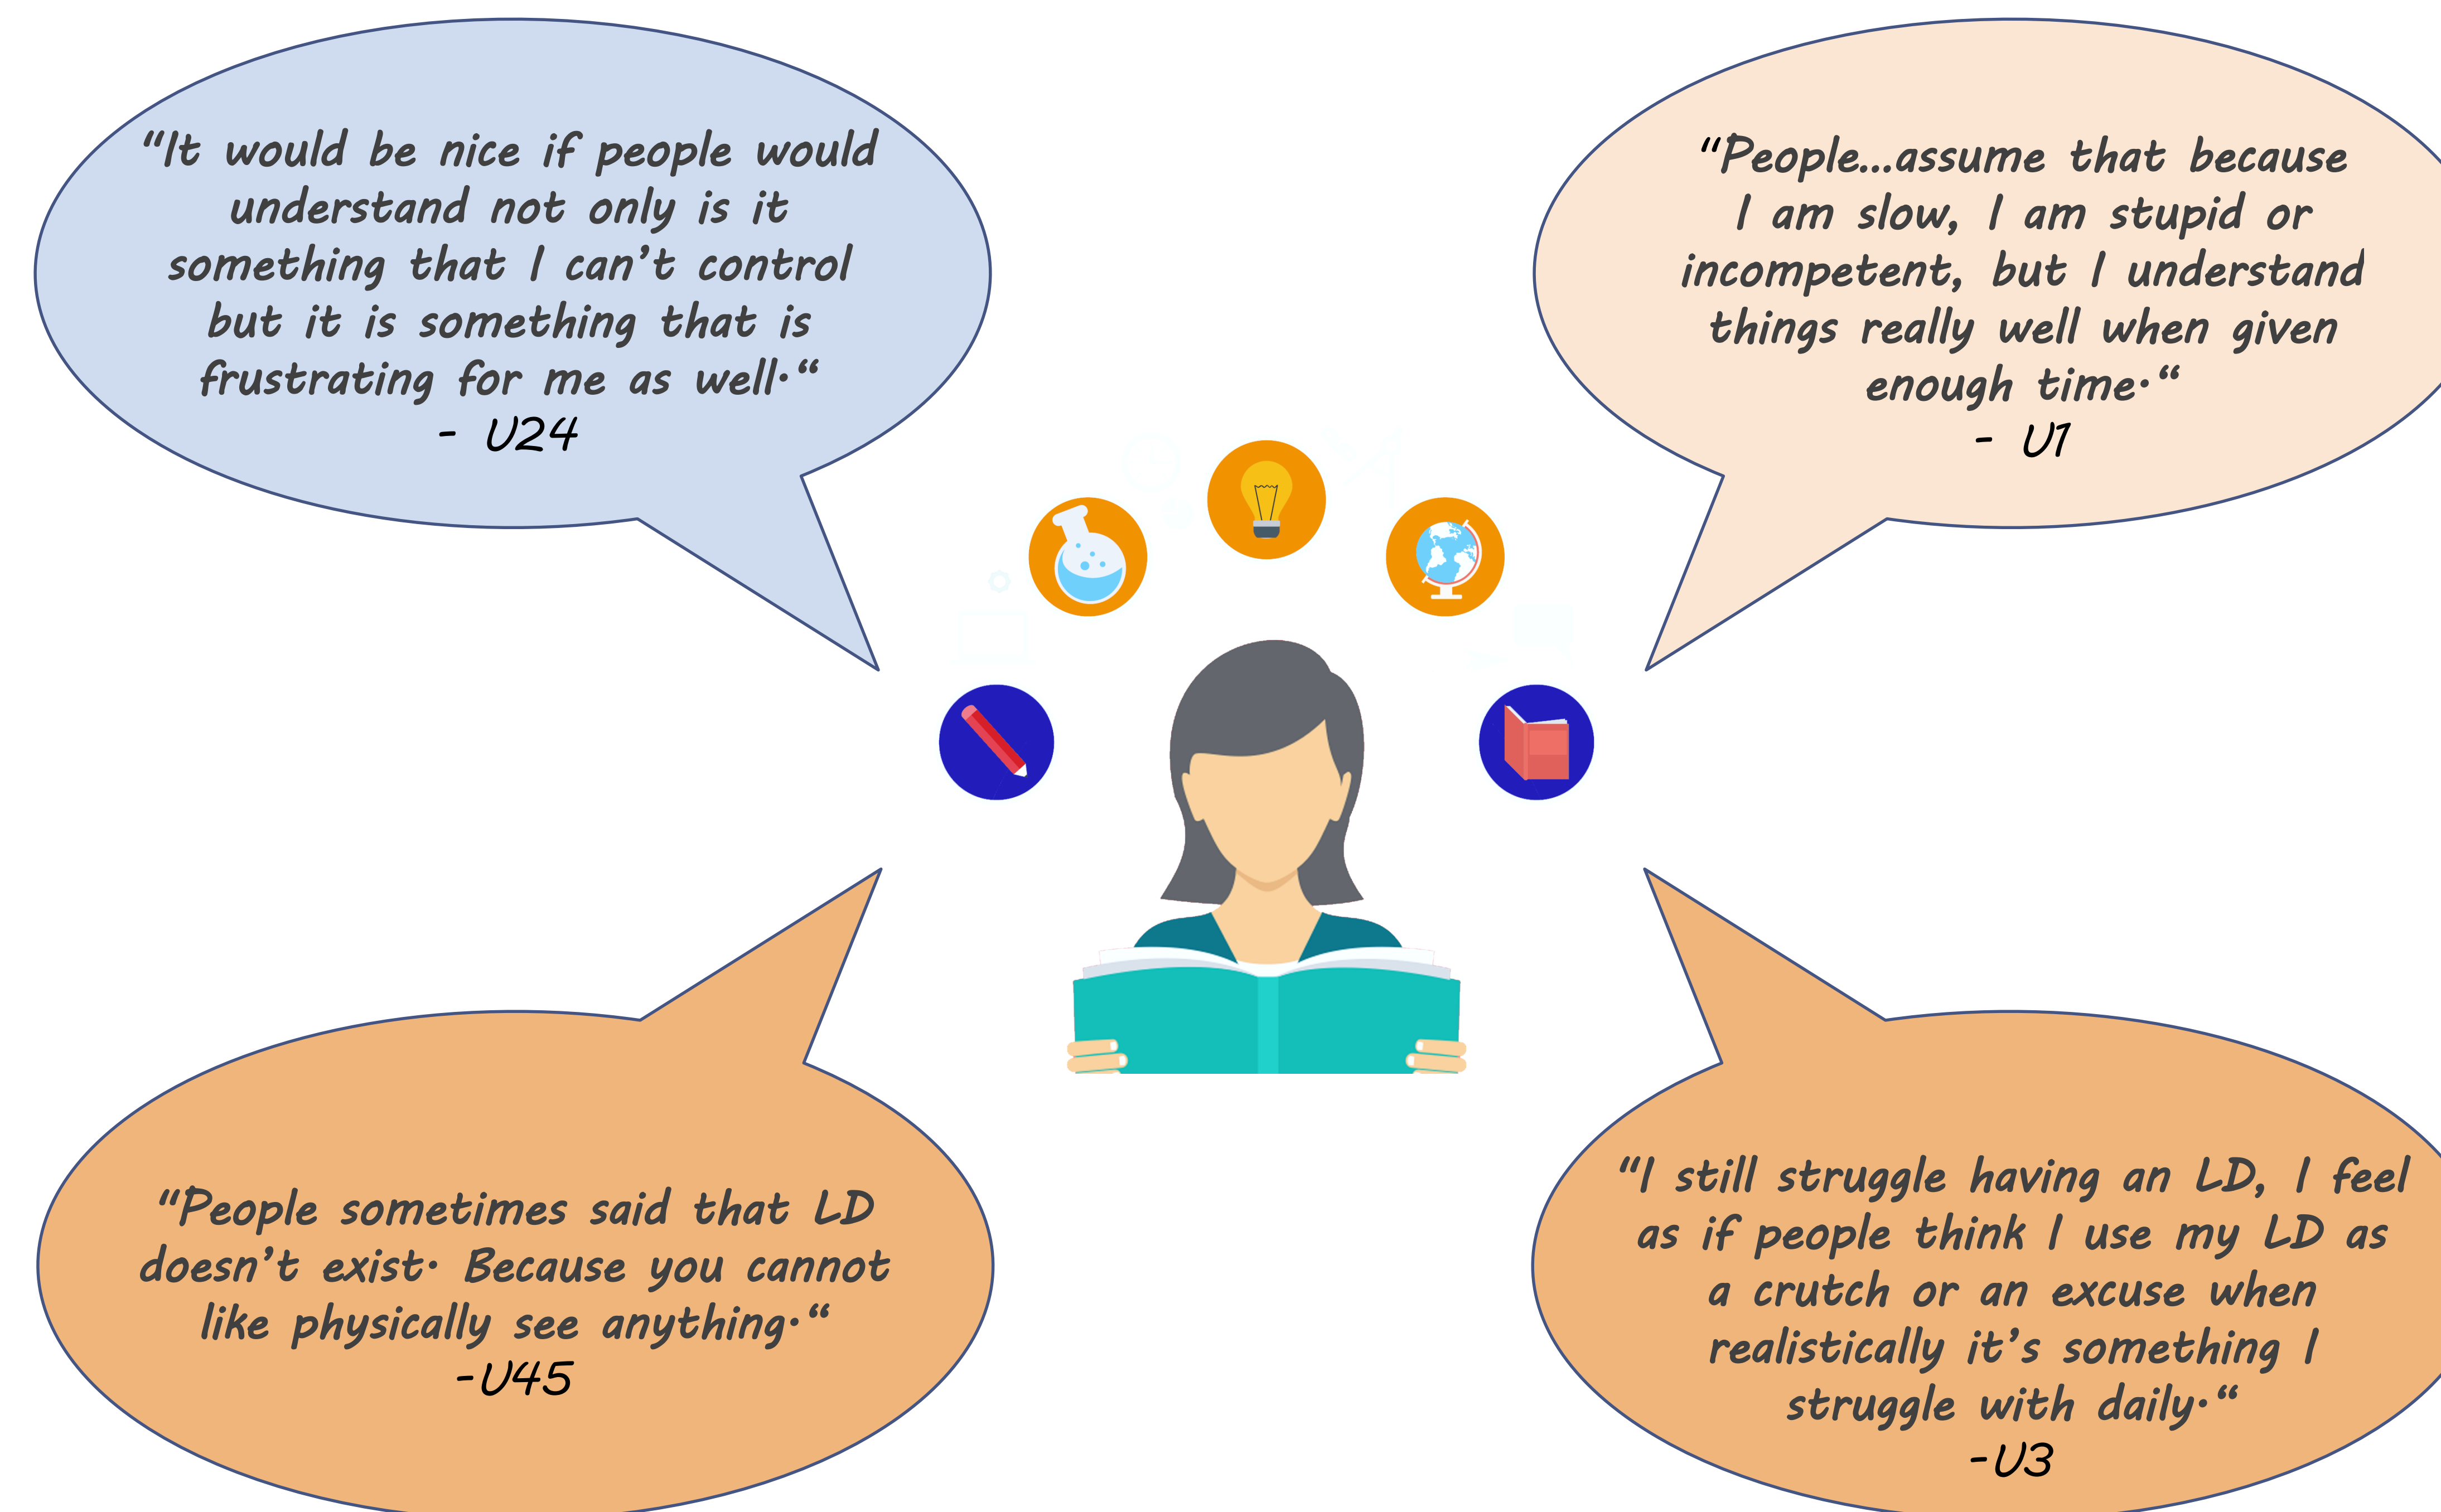 “It would be nice if people would
understand not only is it
something that I can’t control
but it is something that is
frustrating for me as well.“
- U24
“People...assume that because
I am slow, I am stupid or
incompetent, but I understand
things really well when given
enough time.“
- U1
“People sometimes said that LD
doesn’t exist. Because you cannot
like physically see anything.“
-U45
“I still struggle having an LD, I feel
as if people think I use my LD as
a crutch or an excuse when
realistically it’s something I
struggle with daily.“
-U3